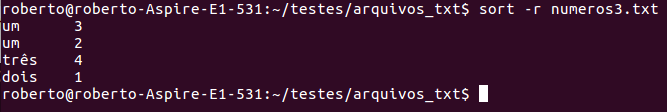 roberto@roberto-Aspire-E1-531:~/testes/arquivos_txt$ sort -r numeros3.txt
um      3
um      2
três    4
dois    1
roberto@roberto-Aspire-E1-531:~/testes/arquivos_txt$